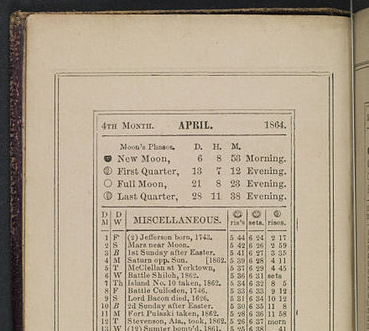 4TH MONTH. APRIL. 1864.
Moon's Phases. D. H. M.
New Moon, 6 8 53 Morning.
First Quarter, 13 7 12 Evening.
Full Moon, 21 8 23 Evening.
Last Quarter, 28 11 38 Evening.
D M D W MISCELLANEOUS. ris's sets. rises.
1 F (2) Jefferson born, 1743. 5 44 6 24 2 17
2 S Mars near Moon. 5 42 6 26 2 59
3 B 1st Sunday after Easter. 5 41 6 27 3 35
4 M Saturn opp. Sun. [1862. 5 39 6 28 4 11
5 T McClellan at Yorktown, 5 37 6 29 4 45
6 W Battle Shiloh, 1862. 5 36 6 31 sets
7 Th Island No. 10 taken, 1862. 5 34 6 32 8 5
8 F Battle Culloden, 1746. 5 33 6 33 9 12
9 S Lord Bacon died, 1626. 5 31 6 34 10 12
10 B 2d Sunday after Easter. 5 30 6 35 11 8
11 M Fort Pulaski taken, 1862. 5 28 6 36 11 58
12 T Stevenson, Ala., took, 1862. 5 26 6 37 morn
13 W (12) Sumter bomb'd, 1861.